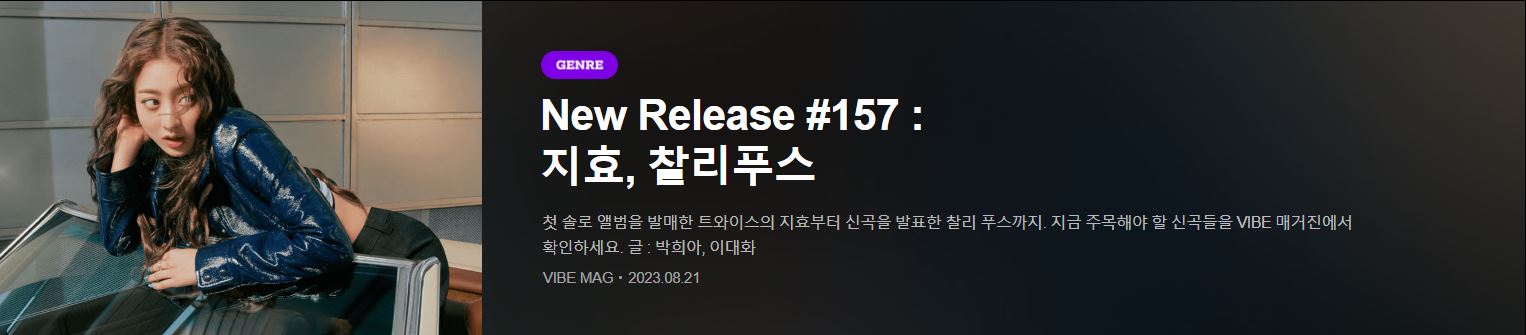 GENRE
New Release #157 :
지효, 찰리푸스
첫 솔로 앨범을 발매한 트와이스의 지효부터 신곡을 발표한 찰리 푸스까지. 지금 주목해야 할 신곡들을 VIBE 매거진에서
확인하세요. 글 : 박희아, 이대화
VIBE MAG • 2023.08.21